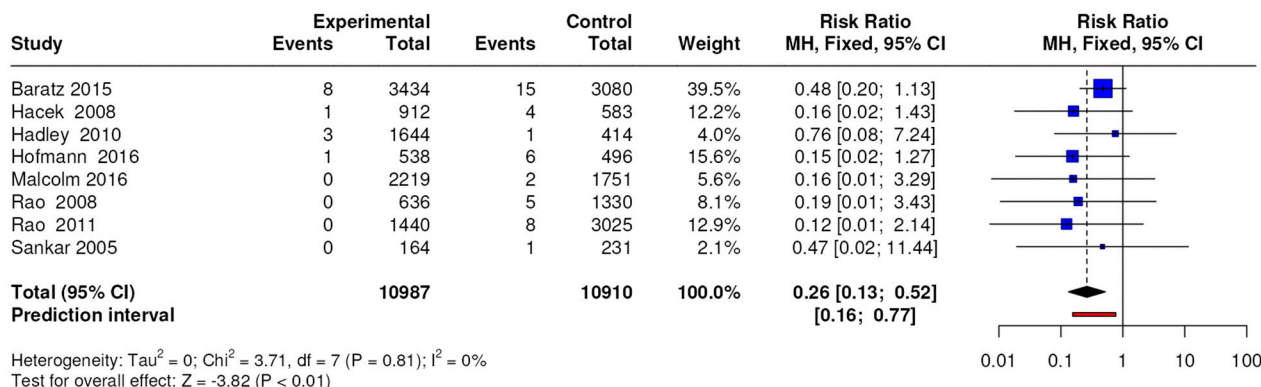 Experimental Control Risk Ratio Risk Ratio
Study Events Total Events Total Weight MH, Fixed, 95% CI MH, Fixed, 95% CI
Baratz 2015 8 3434 15 3080 39.5% 0.48 [0.20; 1.13]
Hacek 2008 1 912 4 583 12.2% 0.16 [0.02; 1.43]
Hadley 2010 3 1644 1 414 4.0% 0.76 [0.08; 7.24]
Hofmann 2016 1 538 6 496 15.6% 0.15 [0.02; 1.27]
Malcolm 2016 0 2219 2 1751 5.6% 0.16 [0.01; 3.29]
Rao 2008 0 636 5 1330 8.1% 0.19 [0.01; 3.43]
Rao 2011 0 1440 8 3025 12.9% 0.12 [0.01; 2.14]
Sankar 2005 0 164 1 231 2.1% 0.47 [0.02; 11.44]
Total (95% CI) 10987 10910 100.0% 0.26 [0.13; 0.52]
Prediction interval [0.16; 0.77]
0.01 0.1 1 10 100
Heterogeneity: Tau² = 0; Chi² = 3.71, df = 7 (P = 0.81); I² = 0%
Test for overall effect: Z = -3.82 (P < 0.01)